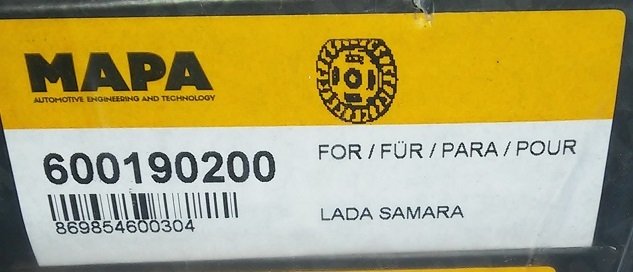 MAPA
AUTOMOTIVE ENGINEERING AND TECHNOLOGY
600190200
FOR / FÜR / PARA / POUR
869854600304
LADA SAMARA